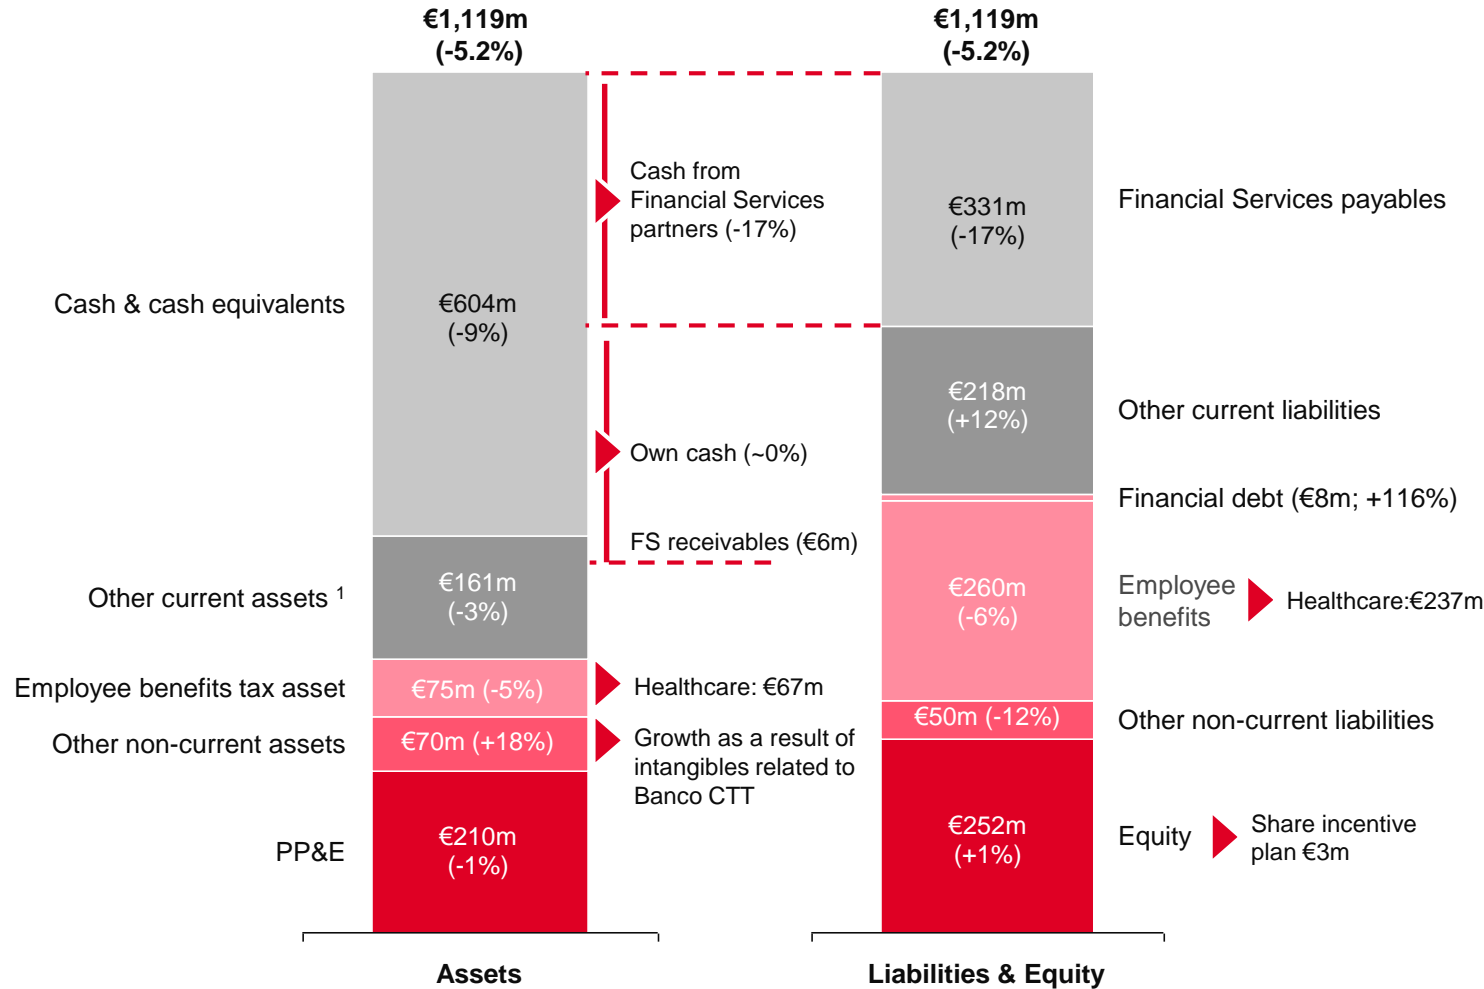 €1,119m
(-5.2%)
€1,119m
(-5.2%)
Cash & cash equivalents
€604m
(-9%)
Cash from
Financial Services
partners (-17%)
€331m
(-17%)
Financial Services payables
Own cash (~0%)
FS receivables (€6m)
€218m
(+12%)
Other current liabilities
Financial debt (€8m; +116%)
Other current assets 1
€161m
(-3%)
€260m
(-6%)
Employee
benefits
Healthcare:€237m
Employee benefits tax asset
€75m (-5%)
Healthcare: €67m
Other non-current assets
€70m (+18%)
Growth as a result of
intangibles related to
Banco CTT
€50m (-12%)
Other non-current liabilities
PP&E
€210m
(-1%)
€252m
(+1%)
Equity
Share incentive
plan €3m
Assets
Liabilities & Equity